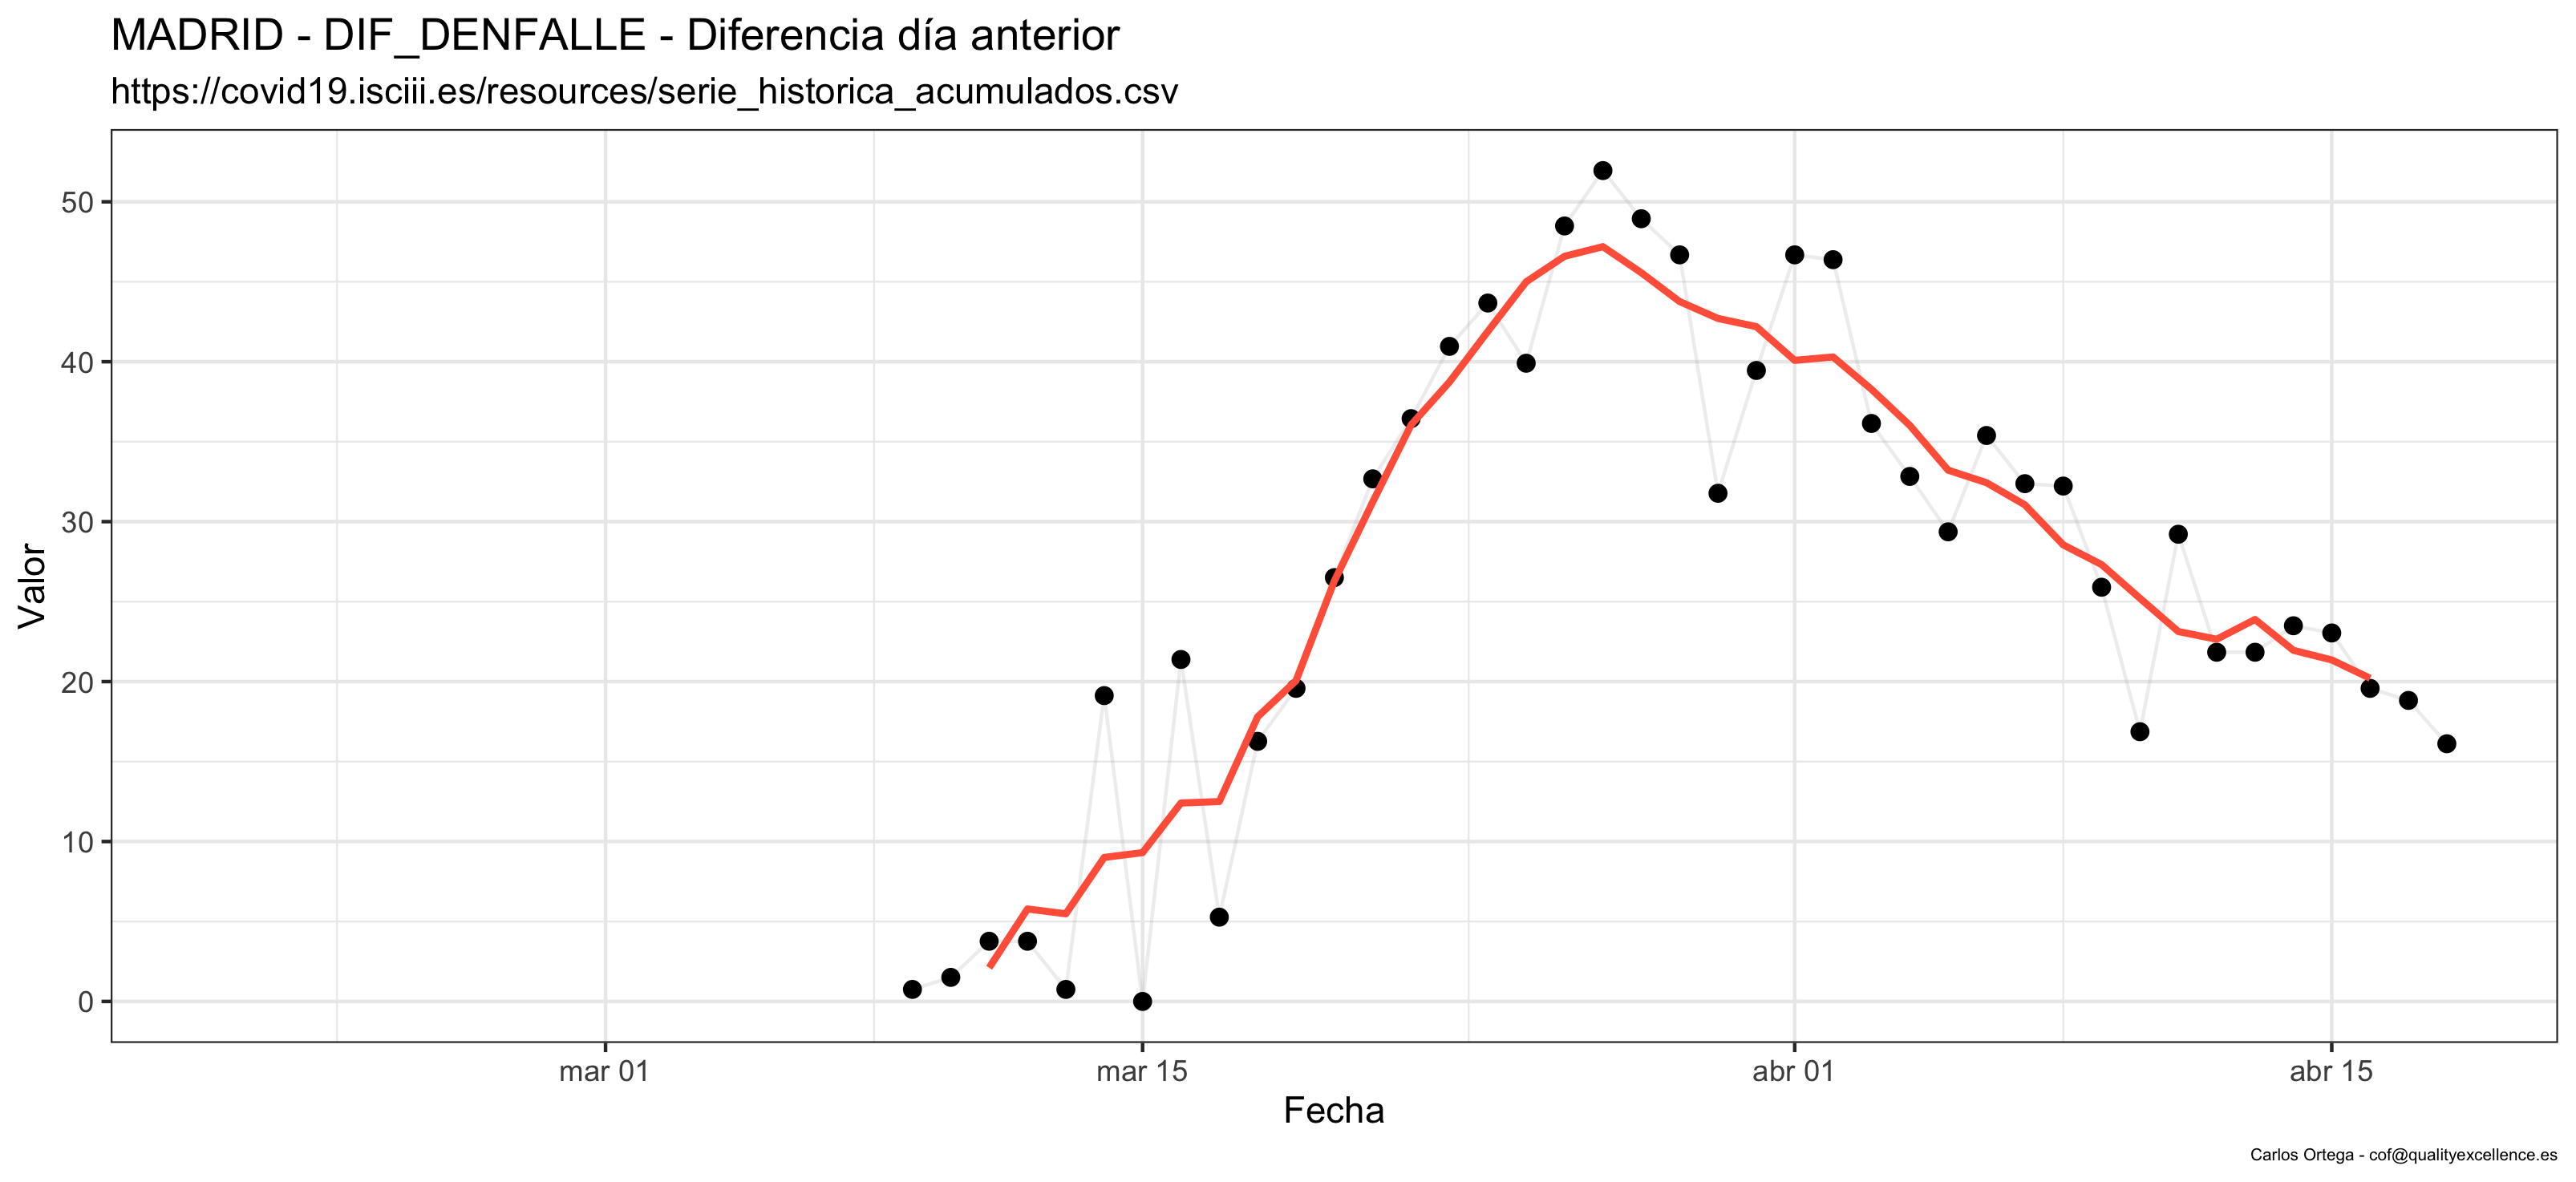 MADRID - DIF_DENFALLE - Diferencia día anterior
https://covid19.isciii.es/resources/serie_historica_acumulados.csv
Valor
50
40
30
20
10
0
mar 01
mar 15
abr 01
abr 15
Fecha
Carlos Ortega - cof@qualityexcellence.es